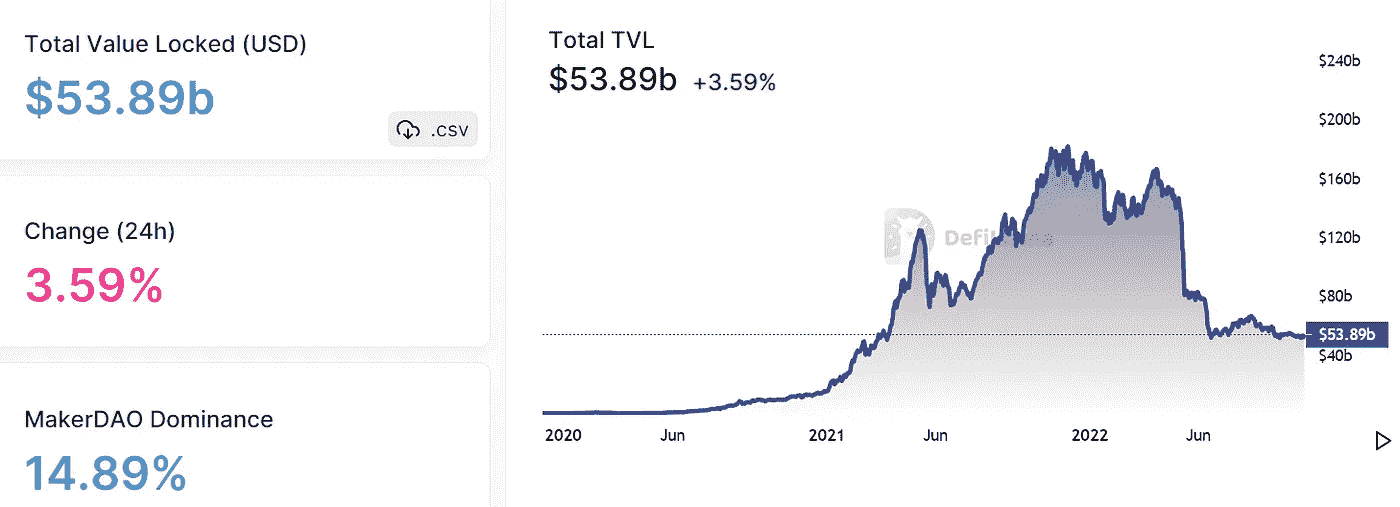 Total Value Locked (USD)
$53.89b
.csv
Change (24h)
3.59%
MakerDAO Dominance
14.89%
Total TVL
$53.89b +3.59%
$240b
$200b
$160b
$120b
$80b
$53.89b
$40b
2020 Jun 2021 Jun 2022 Jun